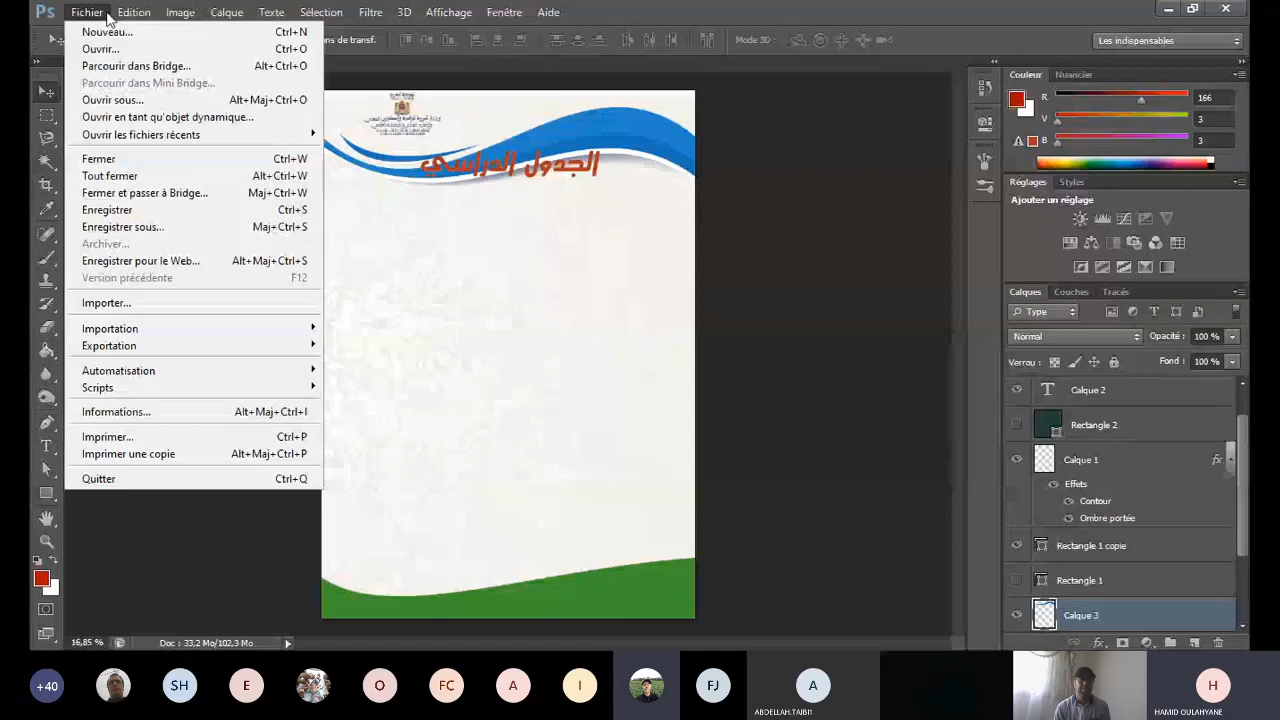 Ps Fichier Edition Image Calque Texte Sélection Filtre 3D Affichage Fenêtre Aide
ns de transf. Mode 3D : Les indispensables
Nouveau... Ctrl+N
Ouvrir... Ctrl+O
Parcourir dans Bridge... Alt+Ctrl+O
Parcourir dans Mini Bridge...
Ouvrir sous... Alt+Maj+Ctrl+O
Ouvrir en tant qu'objet dynamique...
Ouvrir les fichiers récents
Fermer Ctrl+W
Tout fermer Alt+Ctrl+W
Fermer et passer à Bridge... Maj+Ctrl+W
Enregistrer Ctrl+S
Enregistrer sous... Maj+Ctrl+S
Archiver...
Enregistrer pour le Web... Alt+Maj+Ctrl+S
Version précédente F12
Importer...
Importation
Exportation
Automatisation
Scripts
Informations... Alt+Maj+Ctrl+I
Imprimer... Ctrl+P
Imprimer une copie Alt+Maj+Ctrl+P
Quitter Ctrl+Q
الجدول الدراسي
Couleur Nuancier
R 166
V 3
B 3
Réglages Styles
Ajouter un réglage
Calques Couches Tracés
Type
Normal Opacité : 100 %
Verrou : Fond : 100 %
T Calque 2
Rectangle 2
Calque 1 fx
Effets
Contour
Ombre portée
Rectangle 1 copie
Rectangle 1
Calque 3
16,85 % Doc : 33,2 Mo/102,3 Mo
+40 SH E O FC A I FJ A H
ABDELLAH.TAIBI1 HAMID OULAHYANE